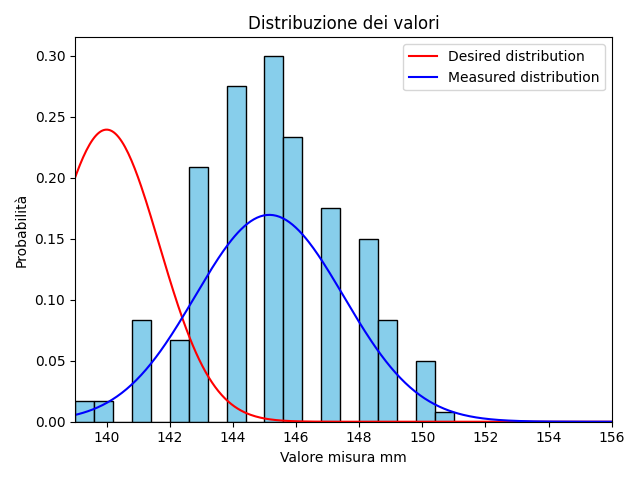 Distribuzione dei valori
Desired distribution
Measured distribution
Probabilità
0.30
0.25
0.20
0.15
0.10
0.05
0.00
140 142 144 146 148 150 152 154 156
Valore misura mm